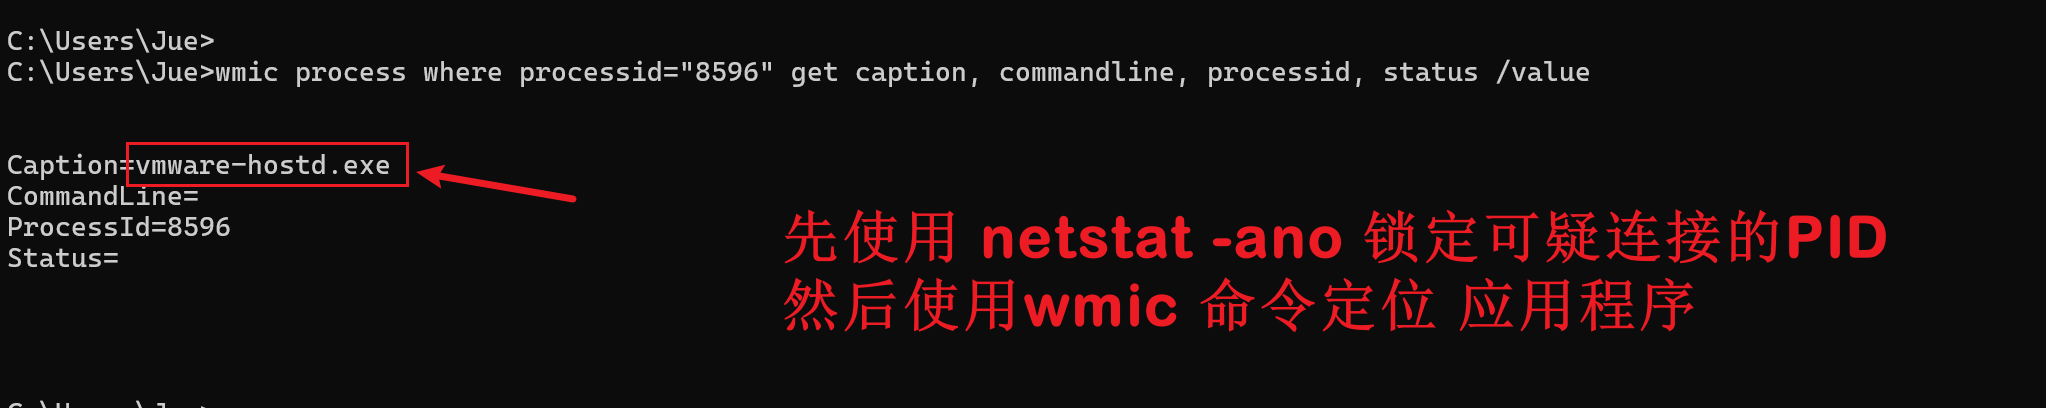 C:\Users\Jue>
C:\Users\Jue>wmic process where processid="8596" get caption, commandline, processid, status /value
Caption=vmware-hostd.exe
CommandLine=
ProcessId=8596
Status=
先使用 netstat -ano 锁定可疑连接的PID
然后使用wmic 命令定位 应用程序